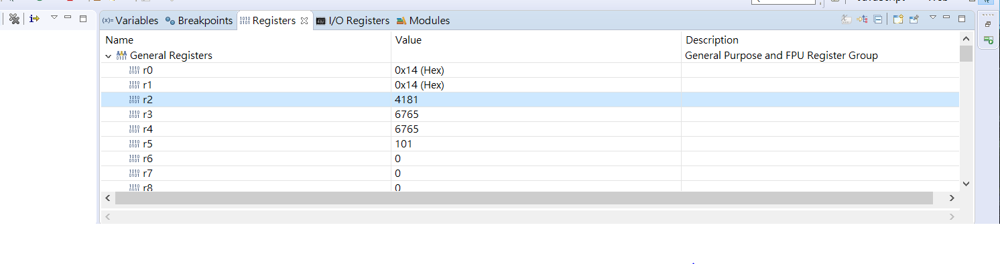 Variables Breakpoints Registers I/O Registers Modules
Name Value Description
General Registers General Purpose and FPU Register Group
r0 0x14 (Hex)
r1 0x14 (Hex)
r2 4181
r3 6765
r4 6765
r5 101
r6 0
r7 0
r8 0